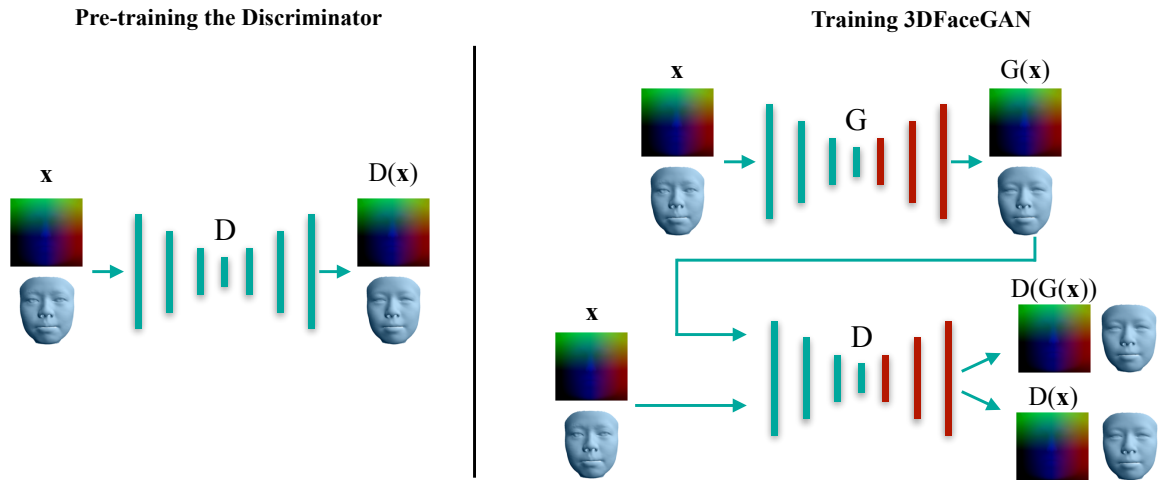 Pre-training the Discriminator
x
D
D(x)
Training 3DFaceGAN
x
G
G(x)
x
D
D(G(x))
D(x)